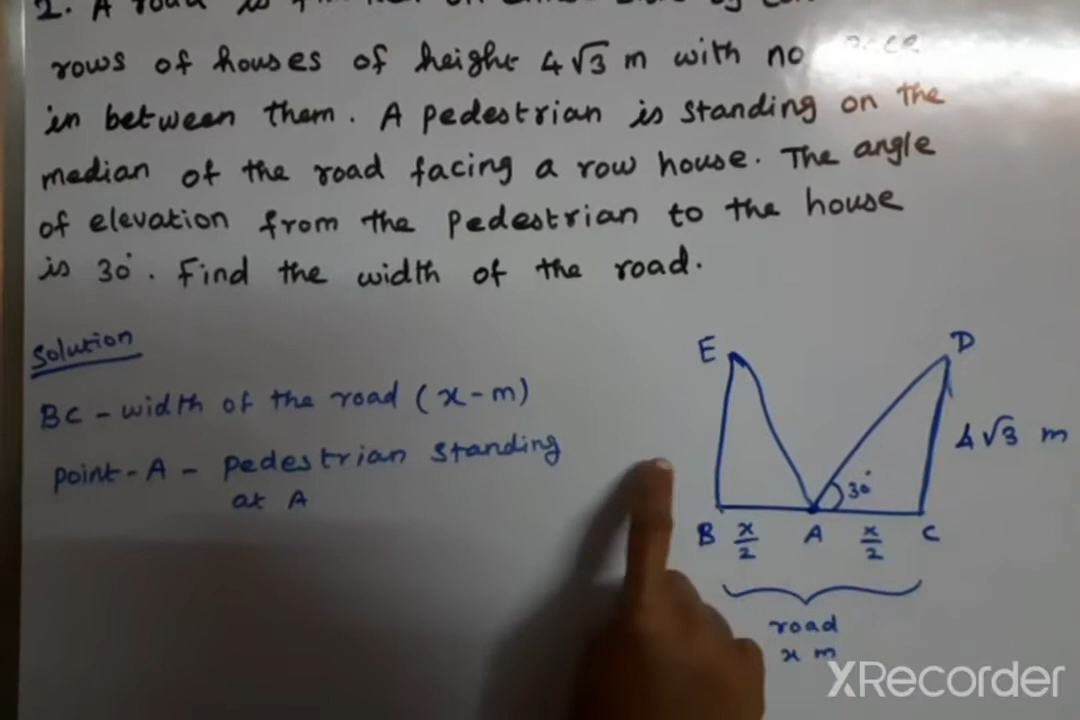 2. A road is
rows of houses of height 4√3 m with no
in between them. A pedestrian is standing on the
median of the road facing a row house. The angle
of elevation from the pedestrian to the house
is 30°. Find the width of the road.
Solution
BC - width of the road (x-m)
point-A - pedestrian standing
at A
E
D
4√3 m
30°
B x/2 A x/2 C
road
x m
XRecorder